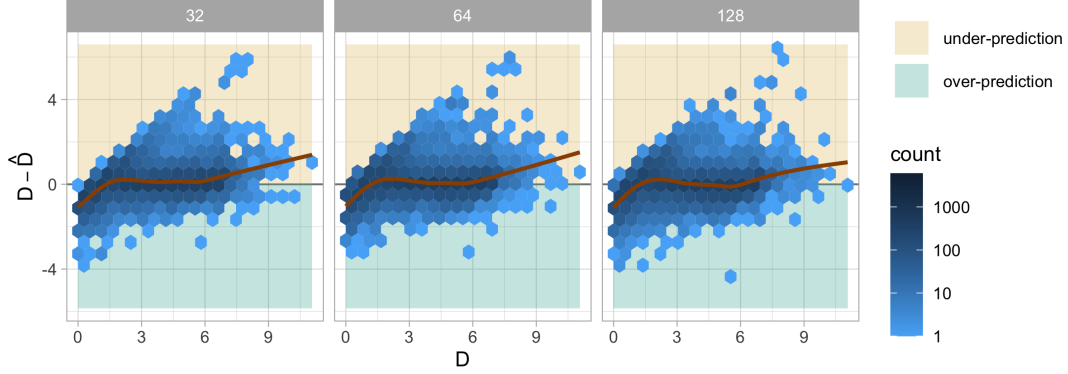 32 64 128
under-prediction
over-prediction
D − D̂
4
0
-4
0 3 6 9 0 3 6 9 0 3 6 9
D
count
1000
100
10
1